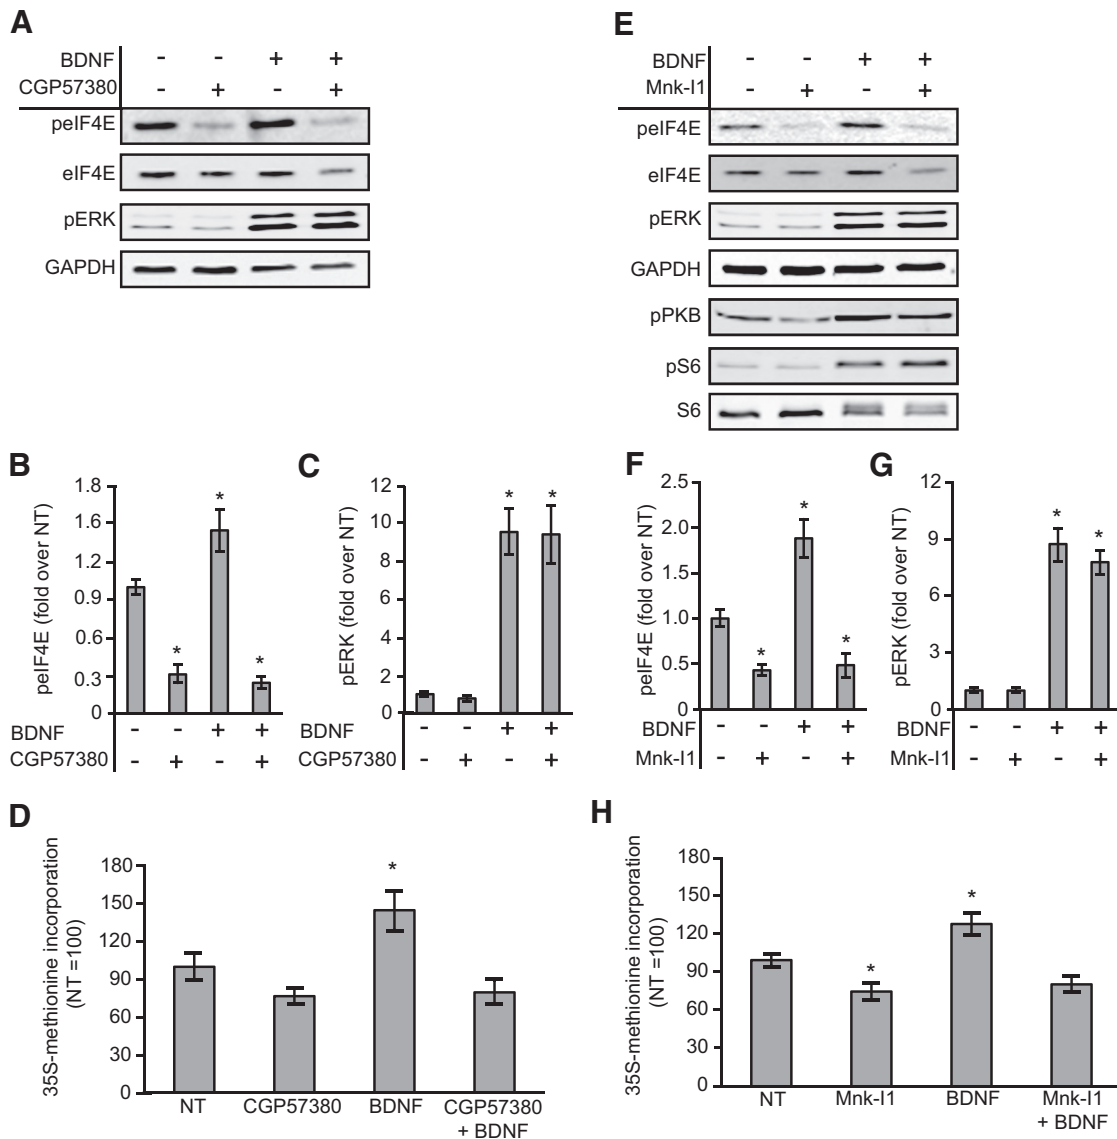 A
BDNF - - + +
CGP57380 - + - +
peIF4E
eIF4E
pERK
GAPDH
E
BDNF - - + +
Mnk-I1 - + - +
peIF4E
eIF4E
pERK
GAPDH
pPKB
pS6
S6
B
peIF4E (fold over NT)
1.8
1.6
1.2
0.9
0.6
0.3
0
* * *
BDNF - - + +
CGP57380 - + - +
C
pERK (fold over NT)
12
10
8
6
4
2
0
* *
- - + +
- + - +
F
peIF4E (fold over NT)
2.5
2.0
1.5
1.0
0.5
0
* * *
BDNF - - + +
Mnk-I1 - + - +
G
pERK (fold over NT)
12
9
6
3
0
* *
BDNF - - + +
Mnk-I1 - + - +
D
35S-methionine incorporation
(NT =100)
180
150
120
90
60
30
0
*
NT CGP57380 BDNF CGP57380
+ BDNF
H
35S-methionine incorporation
(NT =100)
180
150
120
90
60
30
0
* *
NT Mnk-I1 BDNF Mnk-I1
+ BDNF